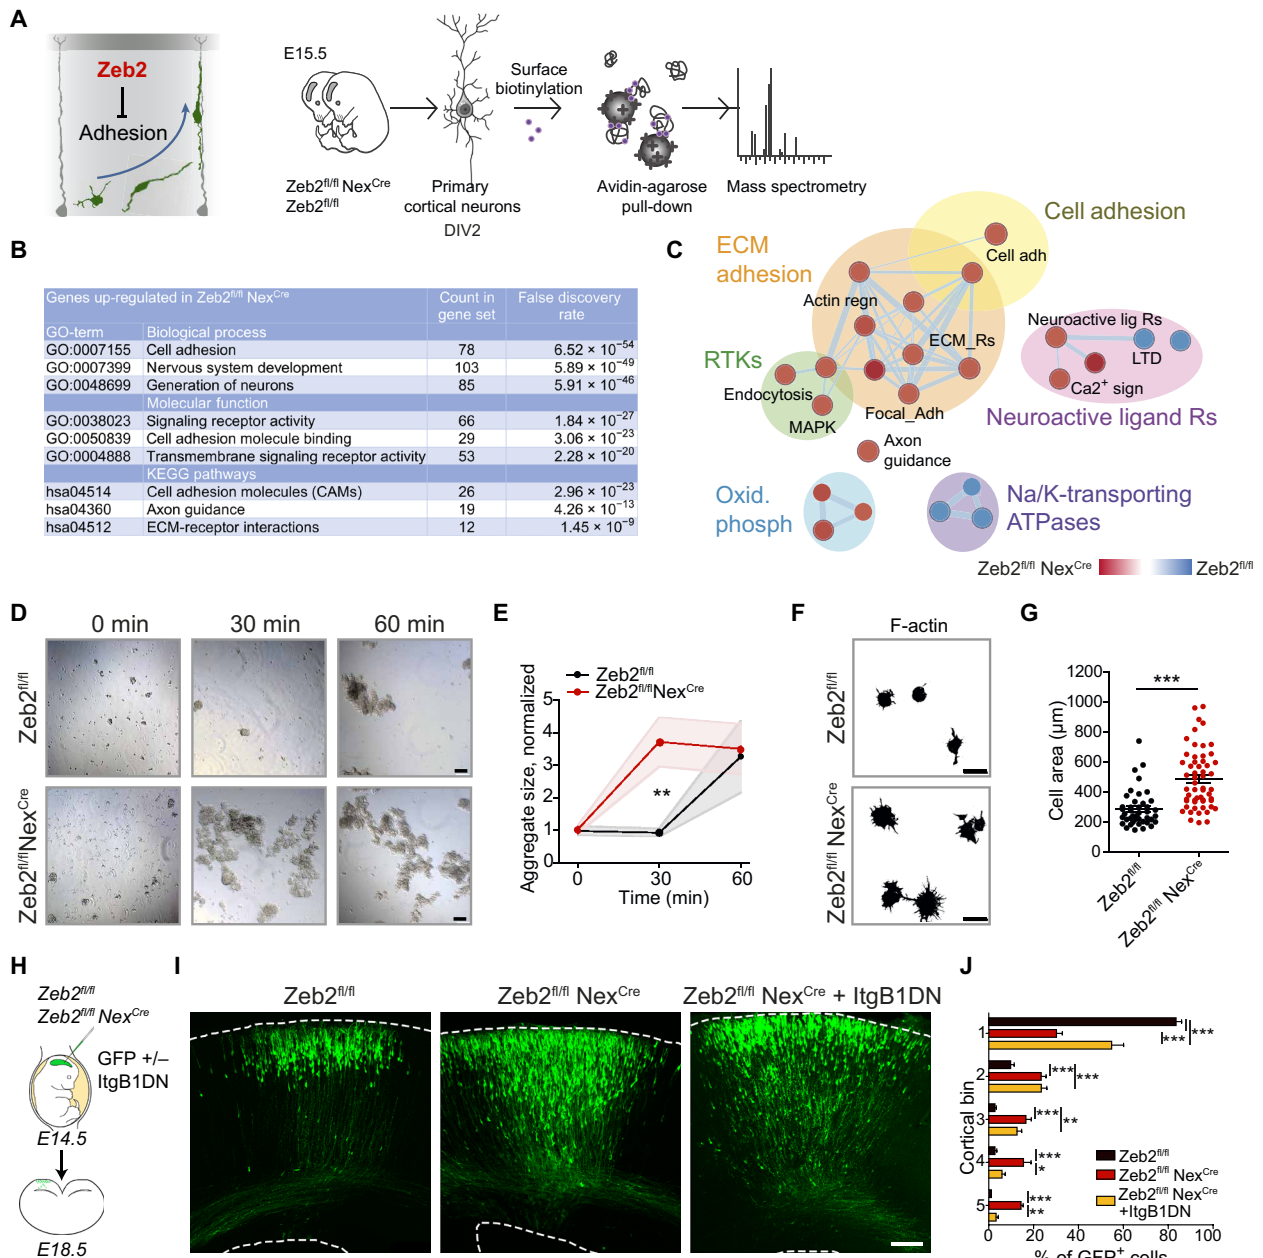 A
Zeb2
Adhesion
E15.5
Surface
biotinylation
Zeb2fl/fl NexCre
Zeb2fl/fl
Primary
cortical neurons
DIV2
Avidin-agarose
pull-down
Mass spectrometry
B
Genes up-regulated in Zeb2fl/fl NexCre Count in gene set False discovery rate
GO-term Biological process
GO:0007155 Cell adhesion 78 6.52 × 10−54
GO:0007399 Nervous system development 103 5.89 × 10−49
GO:0048699 Generation of neurons 85 5.91 × 10−46
Molecular function
GO:0038023 Signaling receptor activity 66 1.84 × 10−27
GO:0050839 Cell adhesion molecule binding 29 3.06 × 10−23
GO:0004888 Transmembrane signaling receptor activity 53 2.28 × 10−20
KEGG pathways
hsa04514 Cell adhesion molecules (CAMs) 26 2.96 × 10−23
hsa04360 Axon guidance 19 4.26 × 10−13
hsa04512 ECM-receptor interactions 12 1.45 × 10−9
C
Cell adhesion
ECM
adhesion
Cell adh
Actin regn
ECM_Rs
Neuroactive lig Rs
LTD
Ca2+ sign
RTKs
Endocytosis
MAPK
Focal_Adh
Neuroactive ligand Rs
Axon
guidance
Oxid.
phosph
Na/K-transporting
ATPases
Zeb2fl/fl NexCre
Zeb2fl/fl
D
0 min 30 min 60 min
Zeb2fl/fl
Zeb2fl/flNexCre
E
Zeb2fl/fl
Zeb2fl/flNexCre
Aggregate size, normalized
5
4
3
2
1
0
**
0 30 60
Time (min)
F
F-actin
Zeb2fl/fl
Zeb2fl/fl NexCre
G
Cell area (µm)
1200
1000
800
600
400
200
0
***
Zeb2fl/fl
Zeb2fl/fl NexCre
H
Zeb2fl/fl
Zeb2fl/fl NexCre
GFP +/–
ItgB1DN
E14.5
E18.5
I
Zeb2fl/fl
Zeb2fl/fl NexCre
Zeb2fl/fl NexCre + ItgB1DN
J
Cortical bin
1
***
***
2
***
***
3
***
**
4
***
*
5
***
**
Zeb2fl/fl
Zeb2fl/fl NexCre
Zeb2fl/fl NexCre
+ItgB1DN
0 20 40 60 80 100
% of GFP+ cells